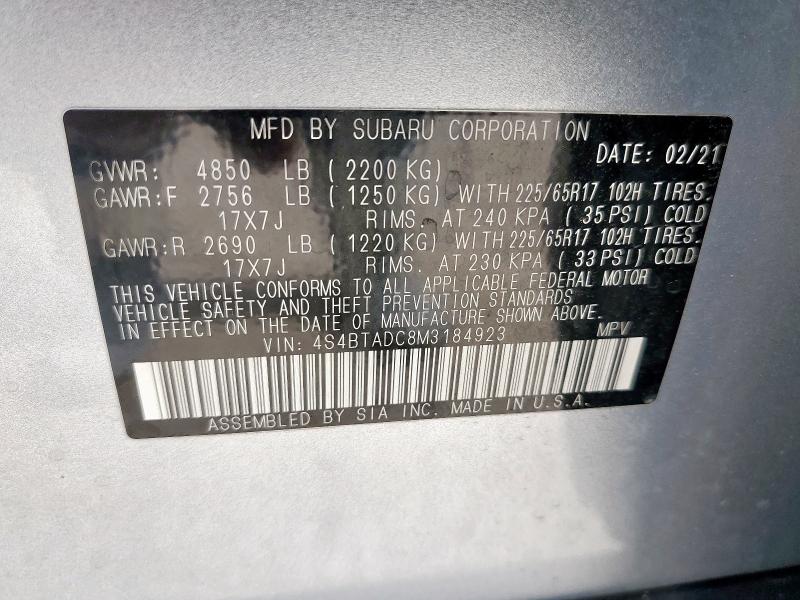 MFD BY SUBARU CORPORATION
DATE: 02/21
GVWR: 4850 LB (2200 KG)
GAWR:F 2756 LB (1250 KG) WITH 225/65R17 102H TIRES.
17X7J RIMS. AT 240 KPA (35 PSI) COLD
GAWR:R 2690 LB (1220 KG) WITH 225/65R17 102H TIRES.
17X7J RIMS. AT 230 KPA (33 PSI) COLD
THIS VEHICLE CONFORMS TO ALL APPLICABLE FEDERAL MOTOR
VEHICLE SAFETY AND THEFT PREVENTION STANDARDS
IN EFFECT ON THE DATE OF MANUFACTURE SHOWN ABOVE.
VIN: 4S4BTADC8M3184923 MPV
ASSEMBLED BY SIA INC. MADE IN U.S.A.